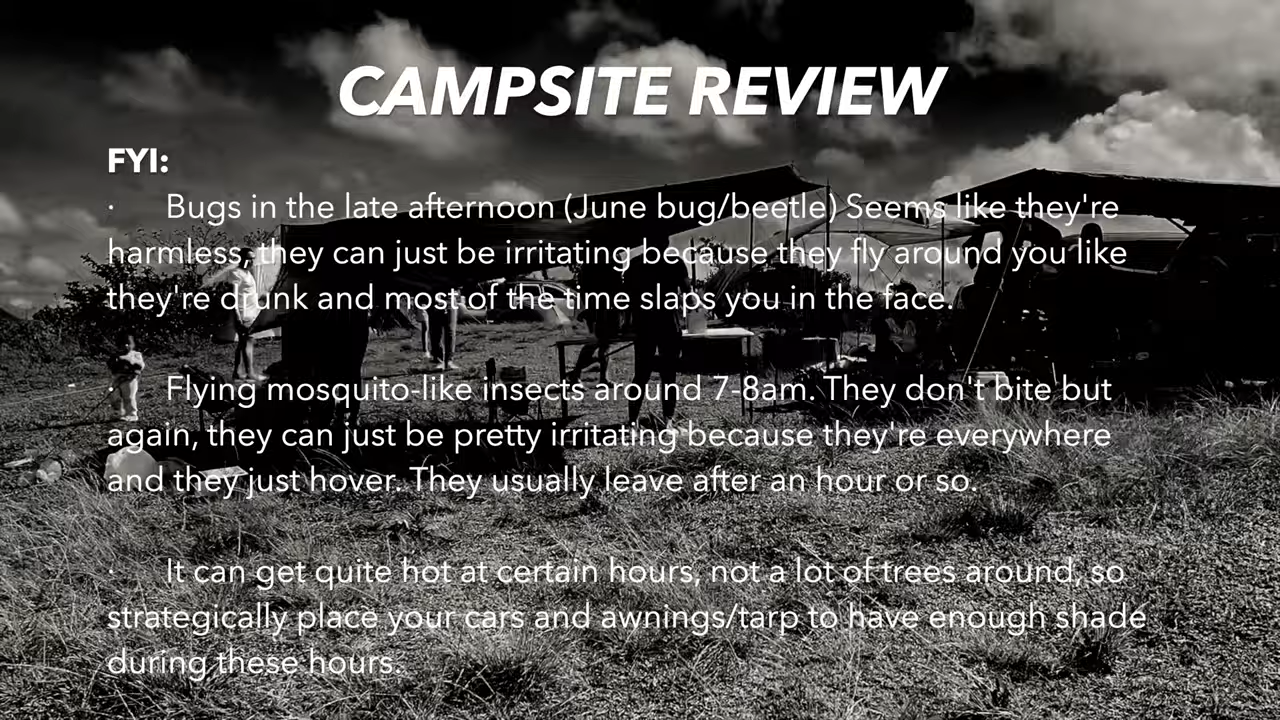 CAMPSITE REVIEW
FYI:
· Bugs in the late afternoon (June bug/beetle) Seems like they're
harmless, they can just be irritating because they fly around you like
they're drunk and most of the time slaps you in the face.
· Flying mosquito-like insects around 7-8am. They don't bite but
again, they can just be pretty irritating because they're everywhere
and they just hover. They usually leave after an hour or so.
· It can get quite hot at certain hours, not a lot of trees around, so
strategically place your cars and awnings/tarp to have enough shade
during these hours.